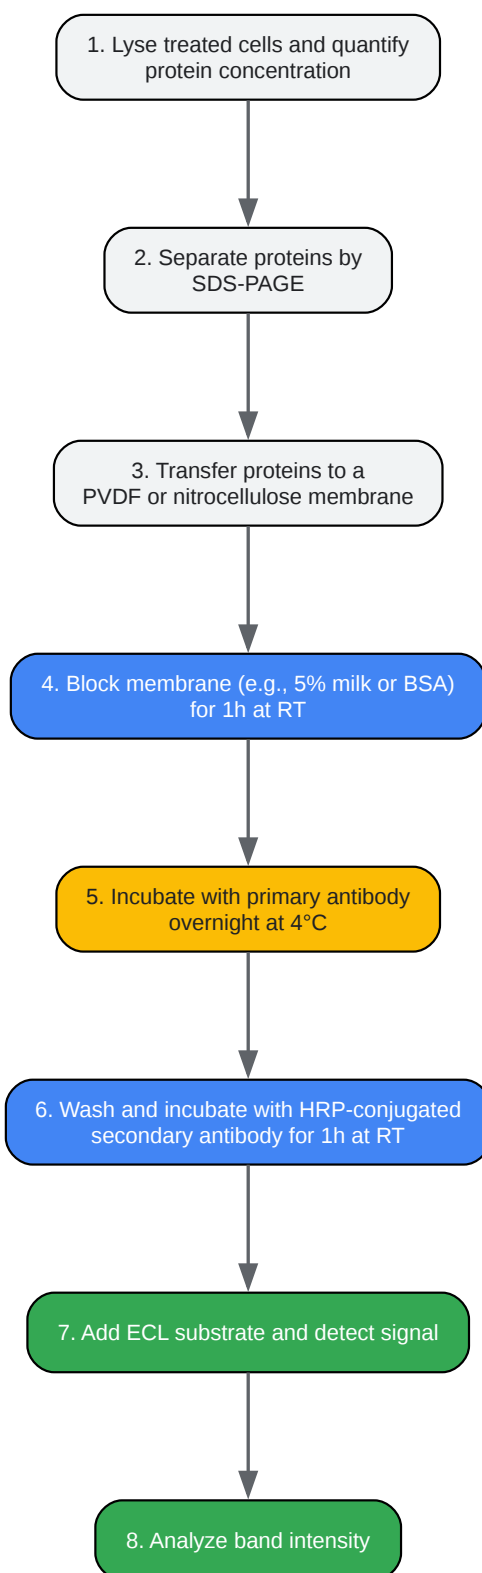 1. Lyse treated cells and quantify
protein concentration
2. Separate proteins by
SDS-PAGE
3. Transfer proteins to a
PVDF or nitrocellulose membrane
4. Block membrane (e.g., 5% milk or BSA)
for 1h at RT
5. Incubate with primary antibody
overnight at 4°C
6. Wash and incubate with HRP-conjugated
secondary antibody for 1h at RT
7. Add ECL substrate and detect signal
8. Analyze band intensity